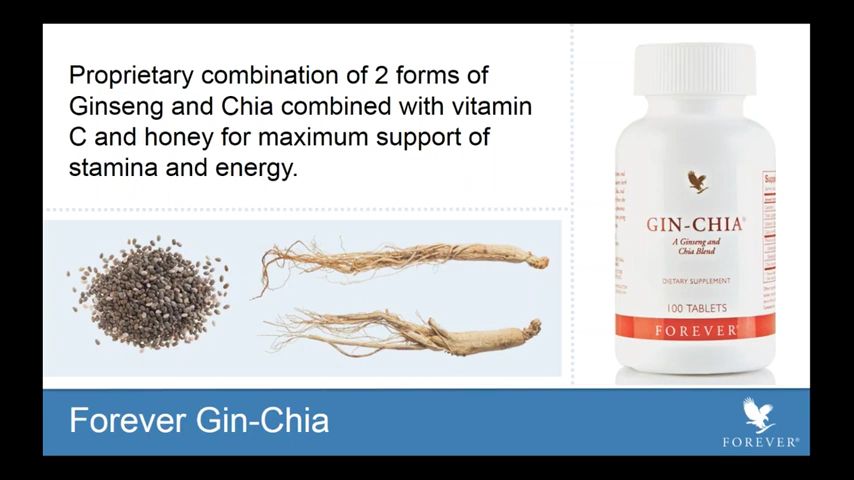 Proprietary combination of 2 forms of
Ginseng and Chia combined with vitamin
C and honey for maximum support of
stamina and energy.
GIN-CHIA®
A Ginseng and
Chia Blend
DIETARY SUPPLEMENT
100 TABLETS
FOREVER®
Forever Gin-Chia
FOREVER®